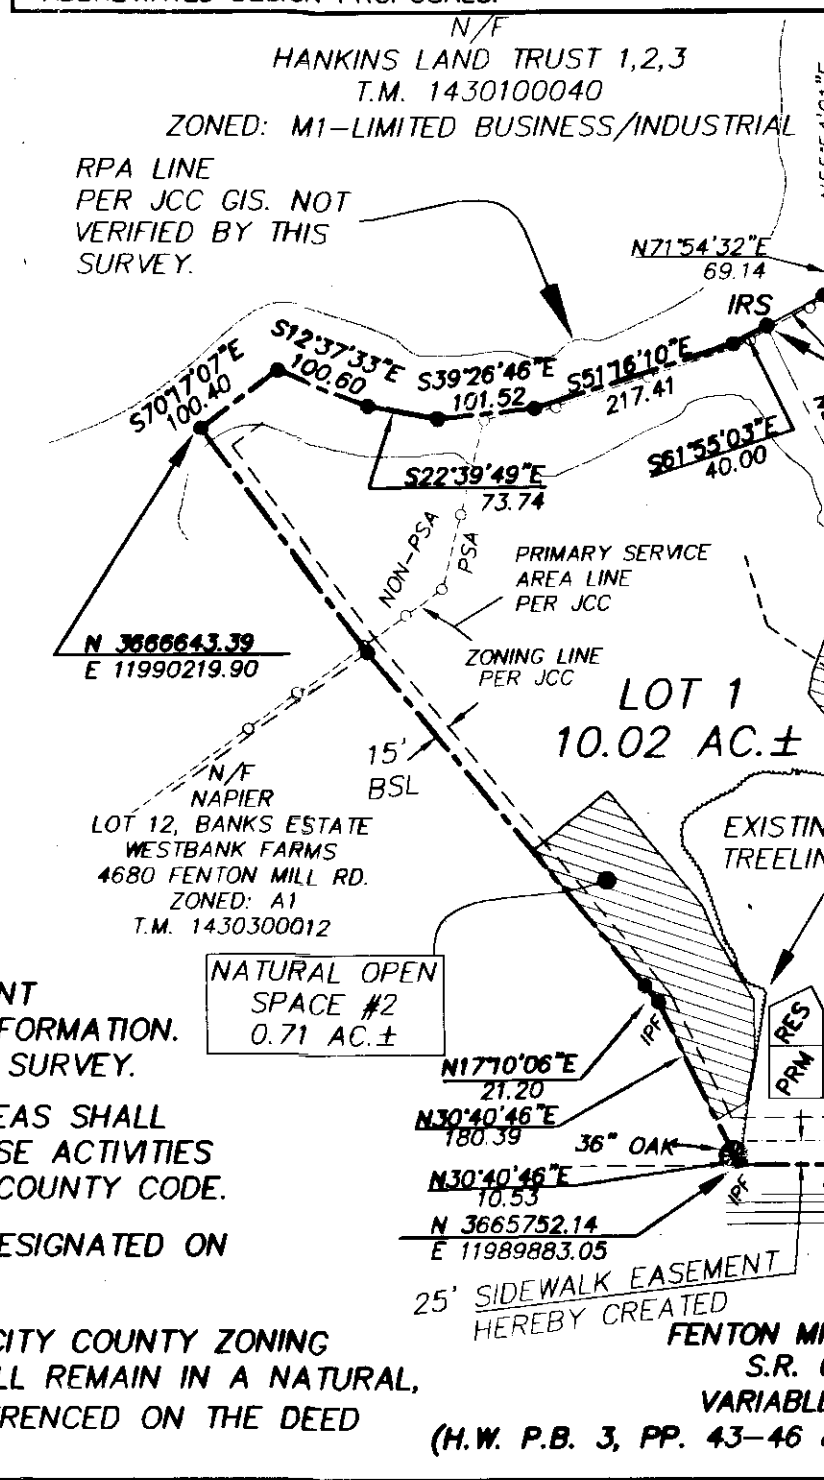 N/F
HANKINS LAND TRUST 1,2,3
T.M. 1430100040
ZONED: M1-LIMITED BUSINESS/INDUSTRIAL
RPA LINE
PER JCC GIS. NOT
VERIFIED BY THIS
SURVEY.
N71°54'32"E
69.14
IRS
S70°17'07"E
100.40
S12°37'33"E
100.60
S39°26'46"E
101.52
S51°16'10"E
217.41
S61°55'03"E
40.00
S22°39'49"E
73.74
NON-PSA
PSA
PRIMARY SERVICE
AREA LINE
PER JCC
N 3666643.39
E 11990219.90
ZONING LINE
PER JCC
LOT 1
10.02 AC.±
15'
BSL
N/F
NAPIER
LOT 12, BANKS ESTATE
WESTBANK FARMS
4680 FENTON MILL RD.
ZONED: A1
T.M. 1430300012
EXISTIN
TREELIN
NATURAL OPEN
SPACE #2
0.71 AC.±
NT
FORMATION.
SURVEY.
RES
PRM
IPF
N17°10'06"E
21.20
EAS SHALL
SE ACTIVITIES
COUNTY CODE.
N30°40'46"E
180.39
36" OAK
N30°40'46"E
10.53
IPF
N 3665752.14
E 11989883.05
ESIGNATED ON
25' SIDEWALK EASEMENT
HEREBY CREATED
CITY COUNTY ZONING
LL REMAIN IN A NATURAL,
RENCED ON THE DEED
FENTON MI
S.R.
VARIABLE
(H.W. P.B. 3, PP. 43-46